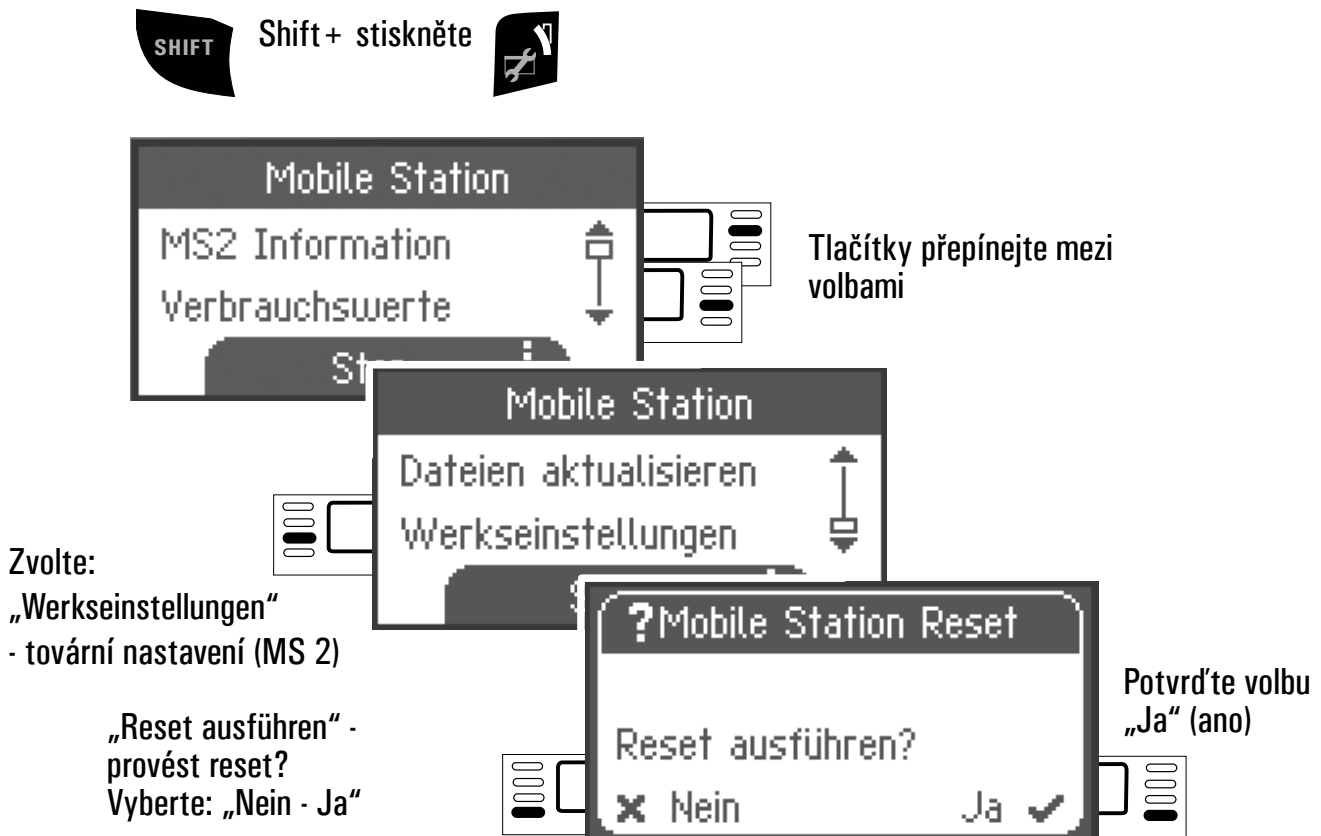 SHIFT
Shift+ stiskněte
Mobile Station
MS2 Information
Verbrauchswerte
Tlačítky přepínejte mezi
volbami
Mobile Station
Dateien aktualisieren
Werkseinstellungen
Zvolte:
„Werkseinstellungen“
- tovární nastavení (MS 2)
?Mobile Station Reset
Reset ausführen?
✘ Nein Ja ✔
Potvrďte volbu
„Ja“ (ano)
„Reset ausführen“ -
provést reset?
Vyberte: „Nein - Ja“